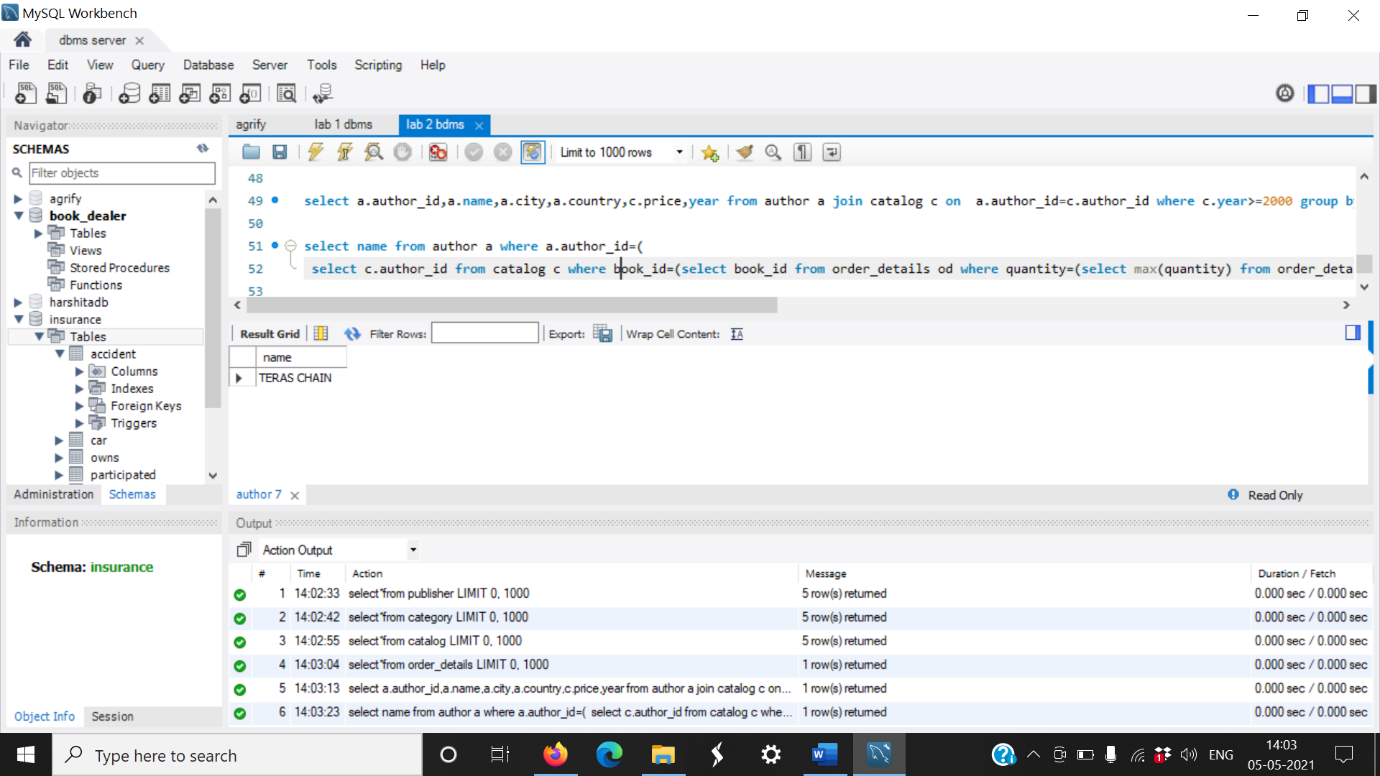 MySQL Workbench
dbms server
File Edit View Query Database Server Tools Scripting Help
Navigator
SCHEMAS
Filter objects
agrify
book_dealer
Tables
Views
Stored Procedures
Functions
harshitadb
insurance
Tables
accident
Columns
Indexes
Foreign Keys
Triggers
car
owns
participated
Administration Schemas
Information
Schema: insurance
Object Info Session
agrify lab 1 dbms lab 2 bdms
Limit to 1000 rows
48
49 select a.author_id,a.name,a.city,a.country,c.price,year from author a join catalog c on a.author_id=c.author_id where c.year>=2000 group by
50
51 select name from author a where a.author_id=(
52 select c.author_id from catalog c where book_id=(select book_id from order_details od where quantity=(select max(quantity) from order_deta
53
Result Grid Filter Rows: Export: Wrap Cell Content:
name
TERAS CHAIN
author 7 Read Only
Output
Action Output
# Time Action Message Duration / Fetch
1 14:02:33 select*from publisher LIMIT 0, 1000 5 row(s) returned 0.000 sec / 0.000 sec
2 14:02:42 select*from category LIMIT 0, 1000 5 row(s) returned 0.000 sec / 0.000 sec
3 14:02:55 select*from catalog LIMIT 0, 1000 5 row(s) returned 0.000 sec / 0.000 sec
4 14:03:04 select*from order_details LIMIT 0, 1000 1 row(s) returned 0.000 sec / 0.000 sec
5 14:03:13 select a.author_id,a.name,a.city,a.country,c.price,year from author a join catalog c on... 1 row(s) returned 0.000 sec / 0.000 sec
6 14:03:23 select name from author a where a.author_id=( select c.author_id from catalog c whe... 1 row(s) returned 0.000 sec / 0.000 sec
Type here to search
ENG
14:03
05-05-2021